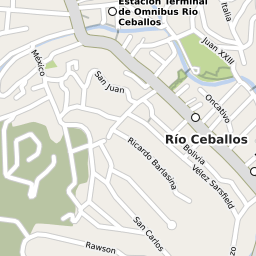 Estación Terminal
de Omnibus Río
Ceballos
Italia
Juan XXIII
México
San Juan
Oncativo
Río Ceballos
Ricardo Barlasina
Bolivia
Vélez Sarsfield
San Carlos
Rawson